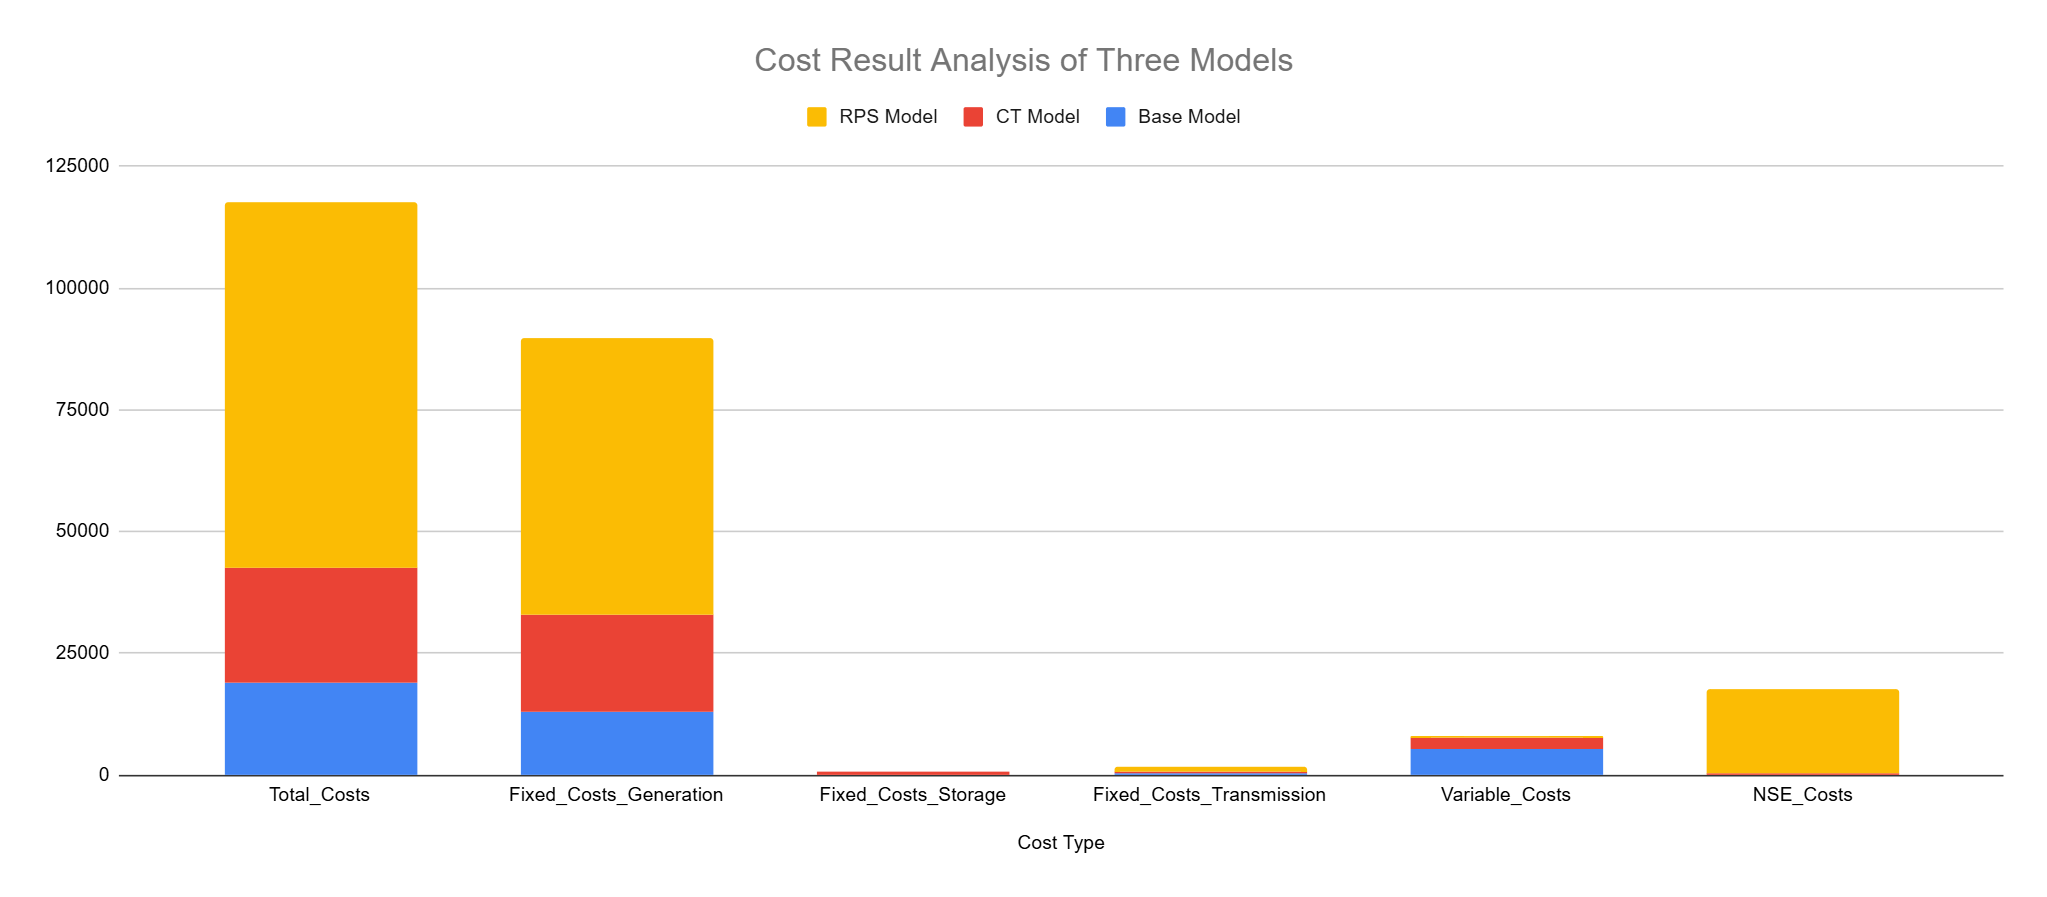 Cost Result Analysis of Three Models
RPS Model CT Model Base Model
125000
100000
75000
50000
25000
0
Total_Costs Fixed_Costs_Generation Fixed_Costs_Storage Fixed_Costs_Transmission Variable_Costs NSE_Costs
Cost Type